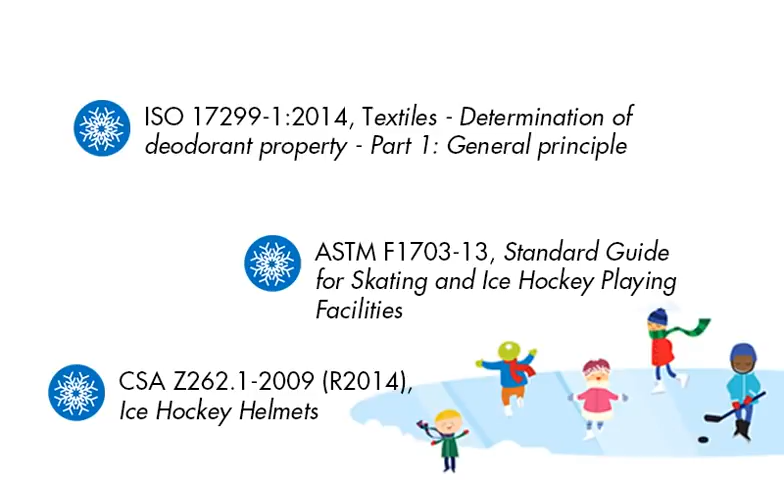 ISO 17299-1:2014, Textiles - Determination of
deodorant property - Part 1: General principle
ASTM F1703-13, Standard Guide
for Skating and Ice Hockey Playing
Facilities
CSA Z262.1-2009 (R2014),
Ice Hockey Helmets